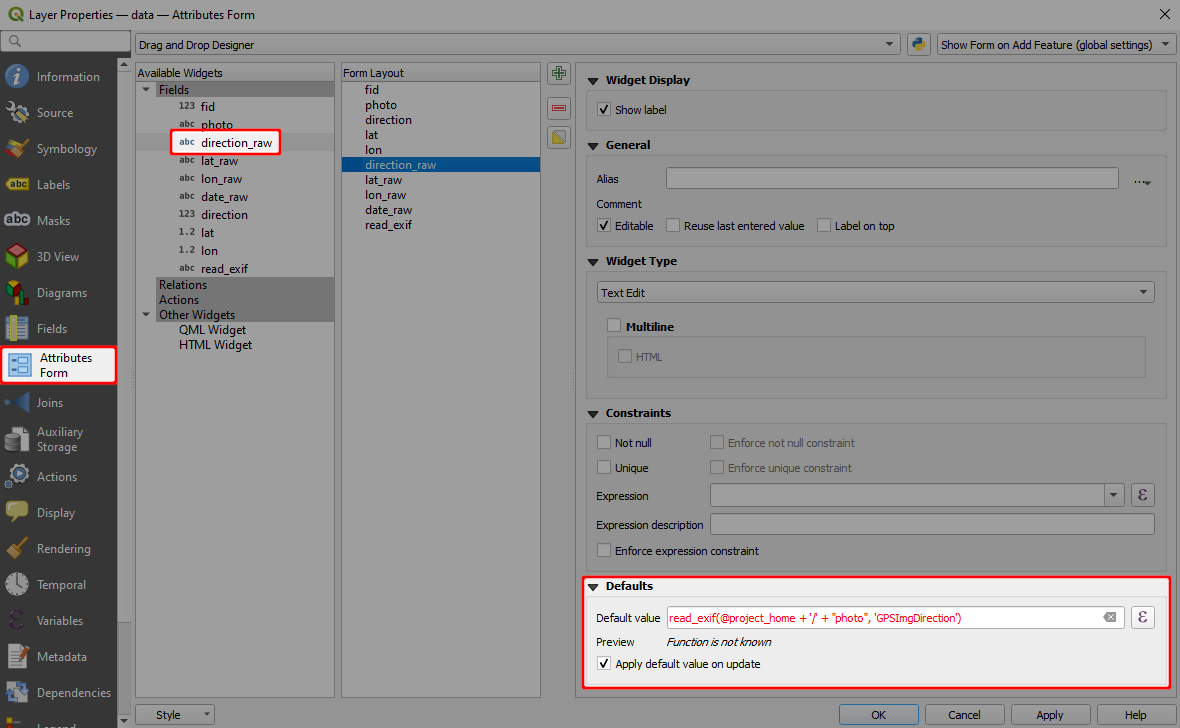 Layer Properties — data — Attributes Form
Drag and Drop Designer
Show Form on Add Feature (global settings)
Information
Source
Symbology
abc
Labels
abc
Masks
3D View
Diagrams
Fields
Attributes
Form
Joins
Auxiliary
Storage
Actions
Display
Rendering
Temporal
ε
Variables
Metadata
Dependencies
Legend
Available Widgets
Fields
123 fid
abc photo
abc direction_raw
abc lat_raw
abc lon_raw
abc date_raw
123 direction
1.2 lat
1.2 lon
abc read_exif
Relations
Actions
Other Widgets
QML Widget
HTML Widget
Form Layout
fid
photo
direction
lat
lon
direction_raw
lat_raw
lon_raw
date_raw
read_exif
Widget Display
Show label
General
Alias
...
Comment
Editable Reuse last entered value Label on top
Widget Type
Text Edit
Multiline
HTML
Constraints
Not null Enforce not null constraint
Unique Enforce unique constraint
Expression ε
Expression description
Enforce expression constraint
Defaults
Default value read_exif(@project_home + '/' + "photo", 'GPSImgDirection') ε
Preview Function is not known
Apply default value on update
Style OK Cancel Apply Help